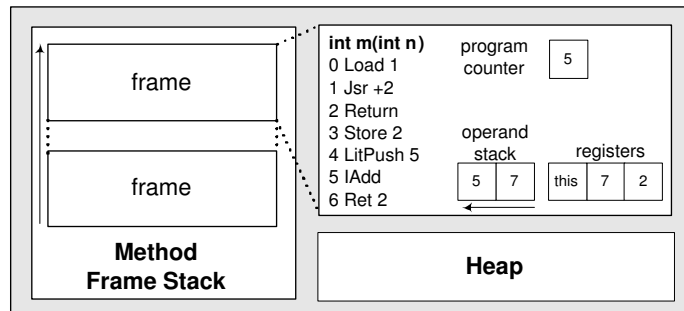 frame
frame
Method
Frame Stack
int m(int n)
0 Load 1
1 Jsr +2
2 Return
3 Store 2
4 LitPush 5
5 IAdd
6 Ret 2
program
counter
5
operand
stack
5 7
registers
this 7 2
Heap